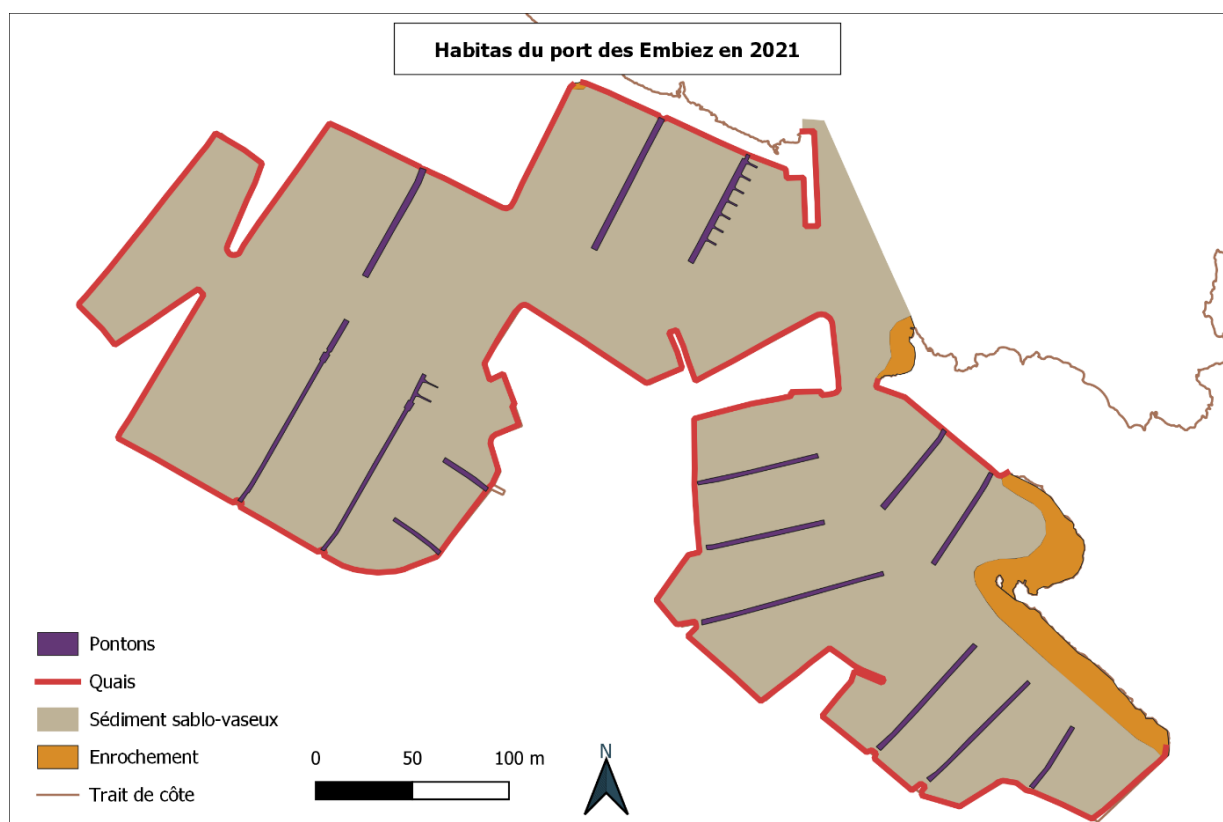 Habitas du port des Embiez en 2021
Pontons
Quais
Sédiment sablo-vaseux
Enrochement
Trait de côte
0 50 100 m
N